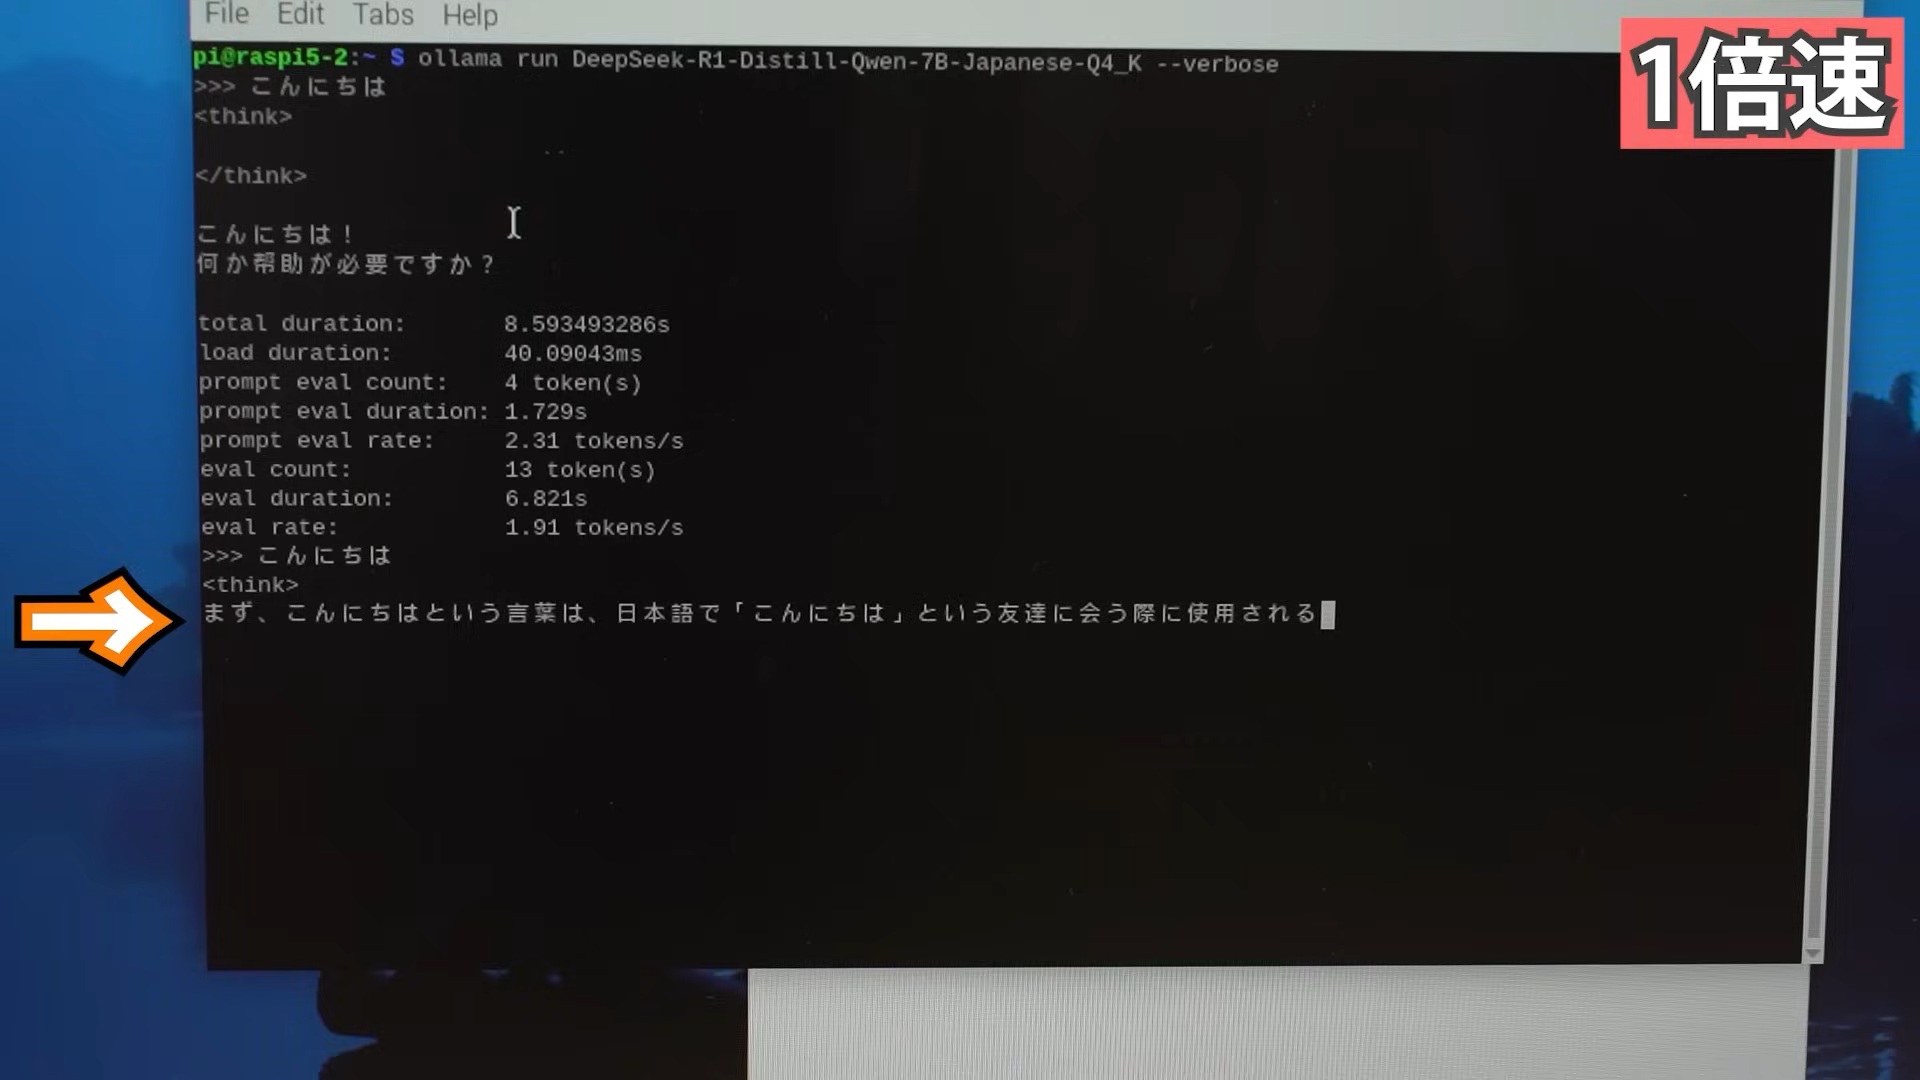 File Edit Tabs Help
1倍速
pi@raspi5-2:~ $ ollama run DeepSeek-R1-Distill-Qwen-7B-Japanese-Q4_K --verbose
>>> こんにちは
<think>
</think>
こんにちは！
何か帮助が必要ですか？
total duration: 8.593493286s
load duration: 40.09043ms
prompt eval count: 4 token(s)
prompt eval duration: 1.729s
prompt eval rate: 2.31 tokens/s
eval count: 13 token(s)
eval duration: 6.821s
eval rate: 1.91 tokens/s
>>> こんにちは
<think>
まず、こんにちはという言葉は、日本語で「こんにちは」という友達に会う際に使用される